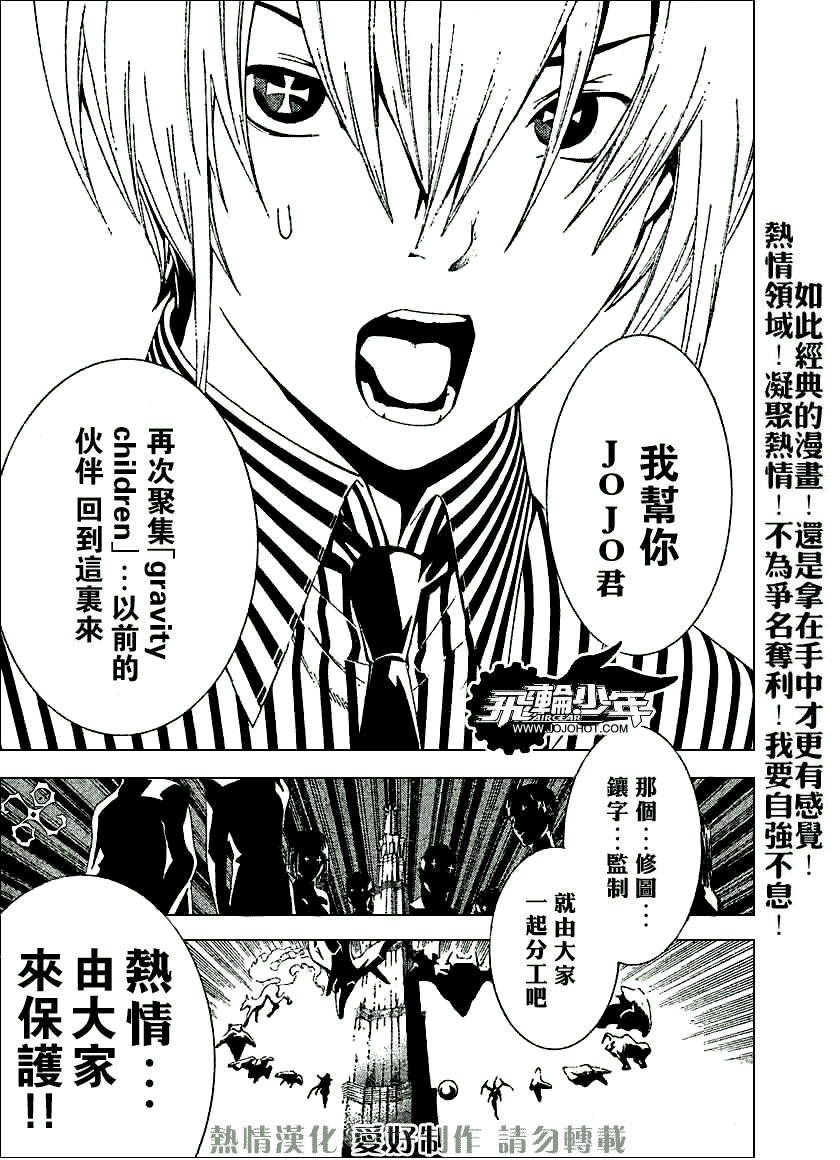 我幫你
JOJO君
再次聚集「gravity
children」…以前的
伙伴 回到這裏來
飛輪少年
AIRGEAR
WWW.JOJOHOT.COM
那個…修圖…
鑲字…監制
就由大家
一起分工吧
熱情…
由大家
來保護!!
如此經典的漫畫！還是拿在手中才更有感覺！
熱情領域！凝聚熱情！不為爭名奪利！我要自強不息！
熱情漢化 愛好制作 請勿轉載